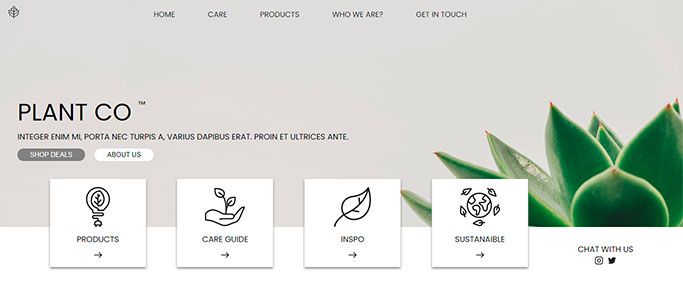 HOME CARE PRODUCTS WHO WE ARE? GET IN TOUCH
PLANT CO ™
INTEGER ENIM MI, PORTA NEC TURPIS A, VARIUS DAPIBUS ERAT. PROIN ET ULTRICES ANTE.
SHOP DEALS ABOUT US
PRODUCTS CARE GUIDE INSPO SUSTANAIBLE
CHAT WITH US